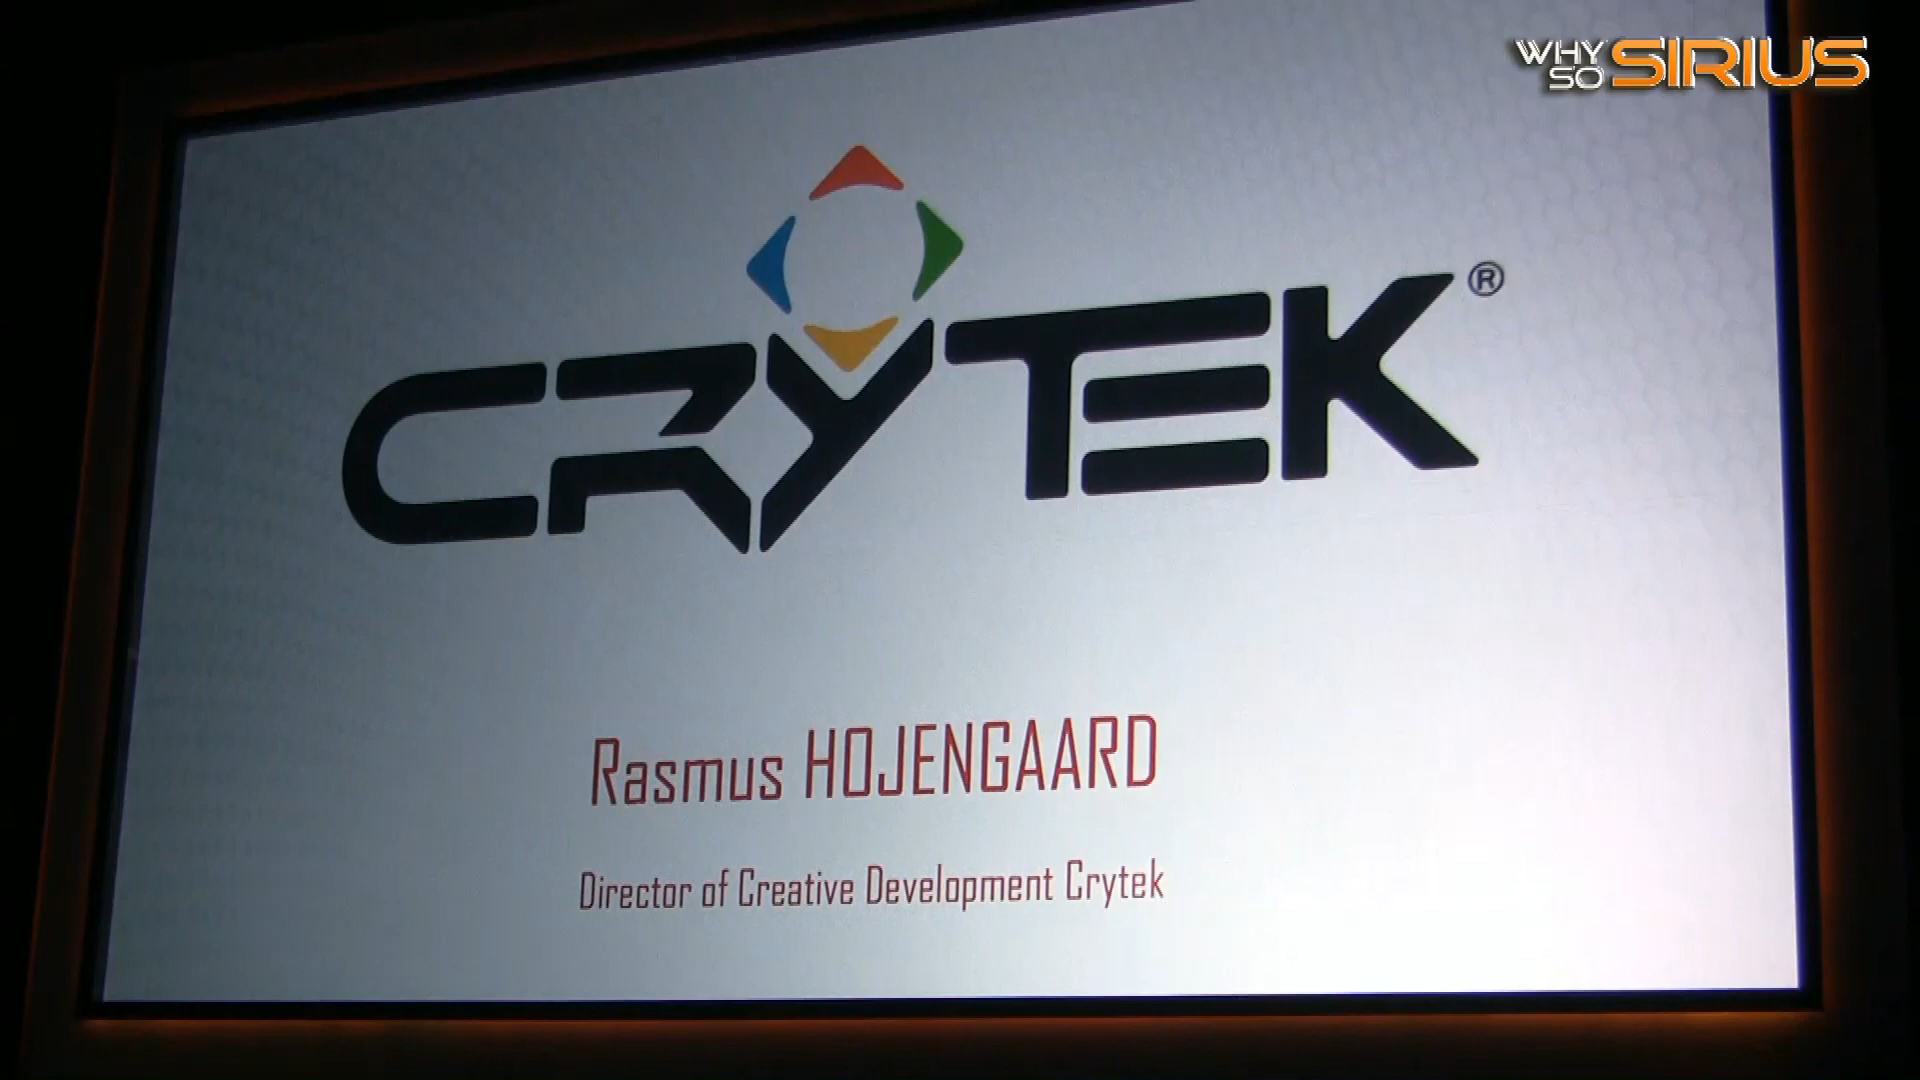 WHY
SO SIRIUS
CRYTEK®
Rasmus HOJENGAARD
Director of Creative Development Crytek